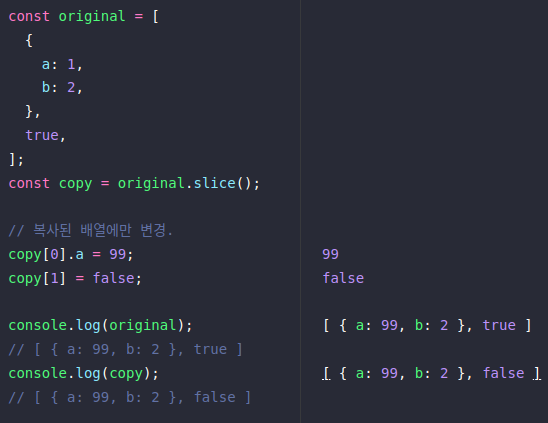 const original = [
  {
    a: 1,
    b: 2,
  },
  true,
];
const copy = original.slice();
// 복사된 배열에만 변경.
copy[0].a = 99; 99
copy[1] = false; false
console.log(original); [ { a: 99, b: 2 }, true ]
// [ { a: 99, b: 2 }, true ]
console.log(copy); [ { a: 99, b: 2 }, false ]
// [ { a: 99, b: 2 }, false ]